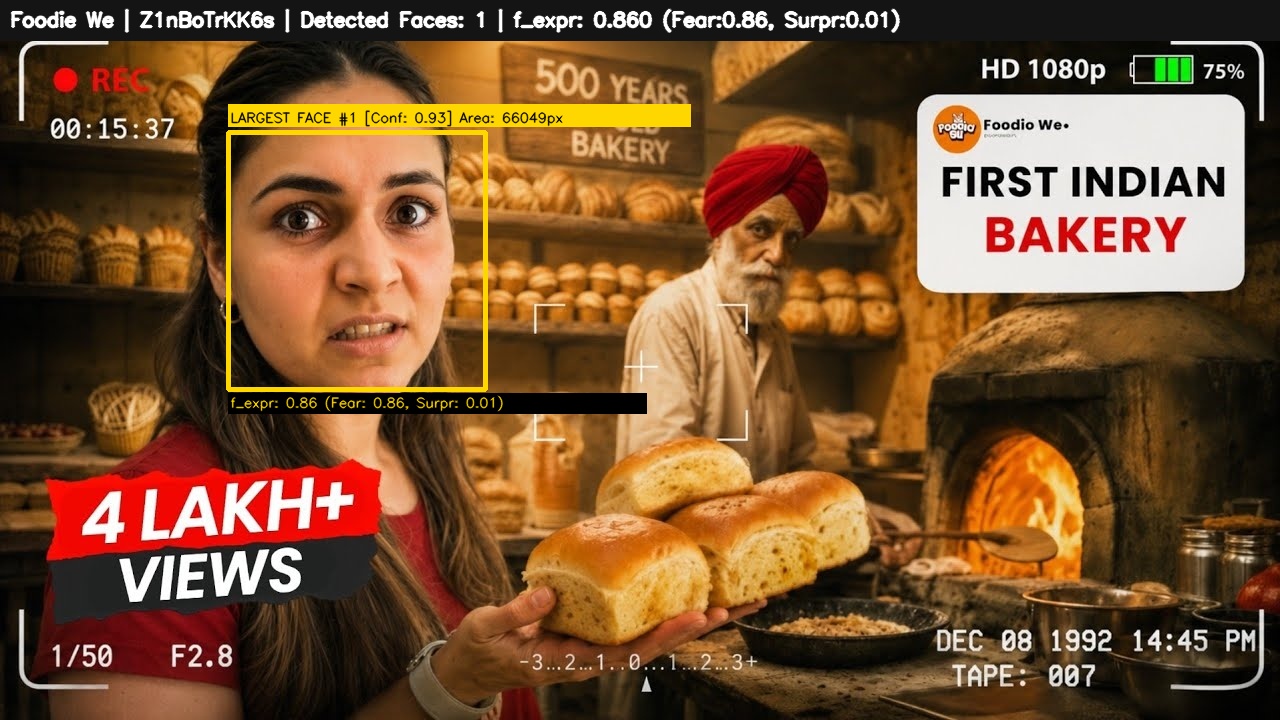 Foodie We | Z1nBoTrKK6s | Detected Faces: 1 | f_expr: 0.860 (Fear:0.86, Surpr:0.01)
REC
00:15:37
HD 1080p
75%
LARGEST FACE #1 [Conf: 0.93] Area: 66049px
500 YEARS
BAKERY
Foodio We•
FIRST INDIAN
BAKERY
f_expr: 0.86 (Fear: 0.86, Surpr: 0.01)
4 LAKH+
VIEWS
1/50 F2.8
-3...2...1...0...1...2...3+
DEC 08 1992 14:45 PM
TAPE: 007